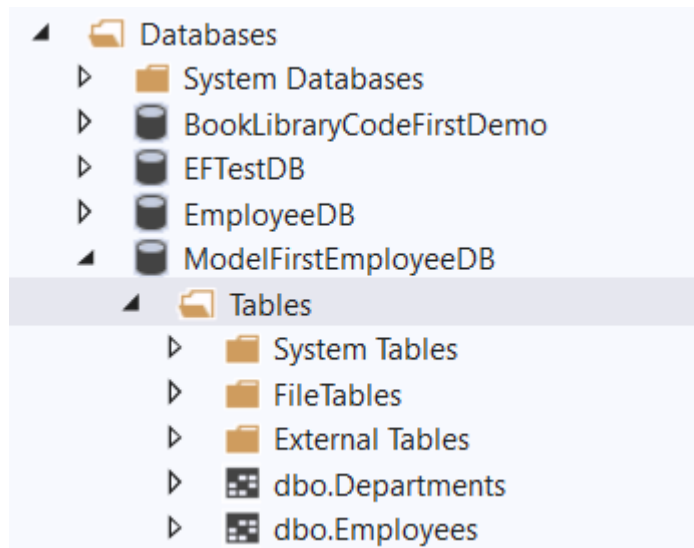 Databases
System Databases
BookLibraryCodeFirstDemo
EFTestDB
EmployeeDB
ModelFirstEmployeeDB
Tables
System Tables
FileTables
External Tables
dbo.Departments
dbo.Employees